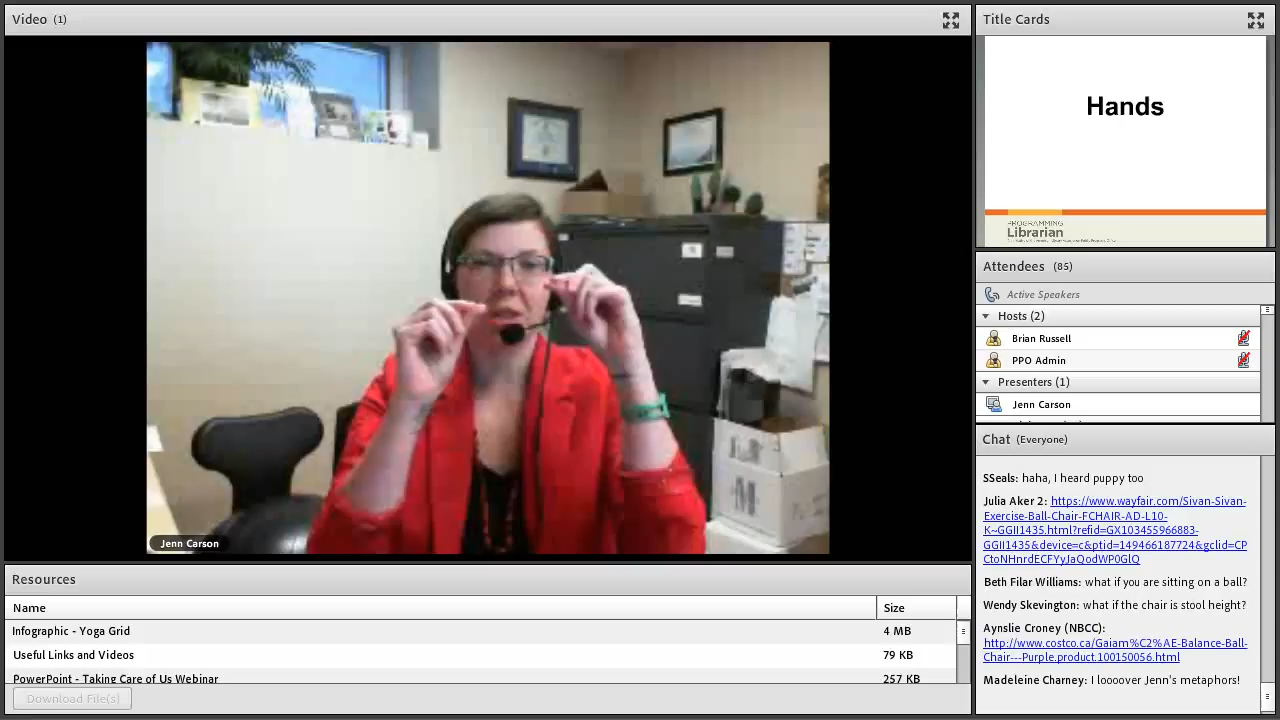 Video (1)
Jenn Carson
Resources
Name Size
Infographic - Yoga Grid 4 MB
Useful Links and Videos 79 KB
PowerPoint - Taking Care of Us Webinar 257 KB
Download File(s)
Title Cards
Hands
PROGRAMMING
Librarian
Attendees (85)
Active Speakers
Hosts (2)
Brian Russell
PPO Admin
Presenters (1)
Jenn Carson
Chat (Everyone)
SSeals: haha, I heard puppy too
Julia Aker 2: https://www.wayfair.com/Sivan-Sivan-
Exercise-Ball-Chair-FCHAIR-AD-L10-
K~GGII1435.html?refid=GX103455966883-
GGII1435&device=c&ptid=149466187724&gclid=CP
CtoNHnrdECFYyJaQodWP0GlQ
Beth Filar Williams: what if you are sitting on a ball?
Wendy Skevington: what if the chair is stool height?
Aynslie Croney (NBCC):
http://www.costco.ca/Gaiam%C2%AE-Balance-Ball-
Chair---Purple.product.100150056.html
Madeleine Charney: I loooover Jenn's metaphors!